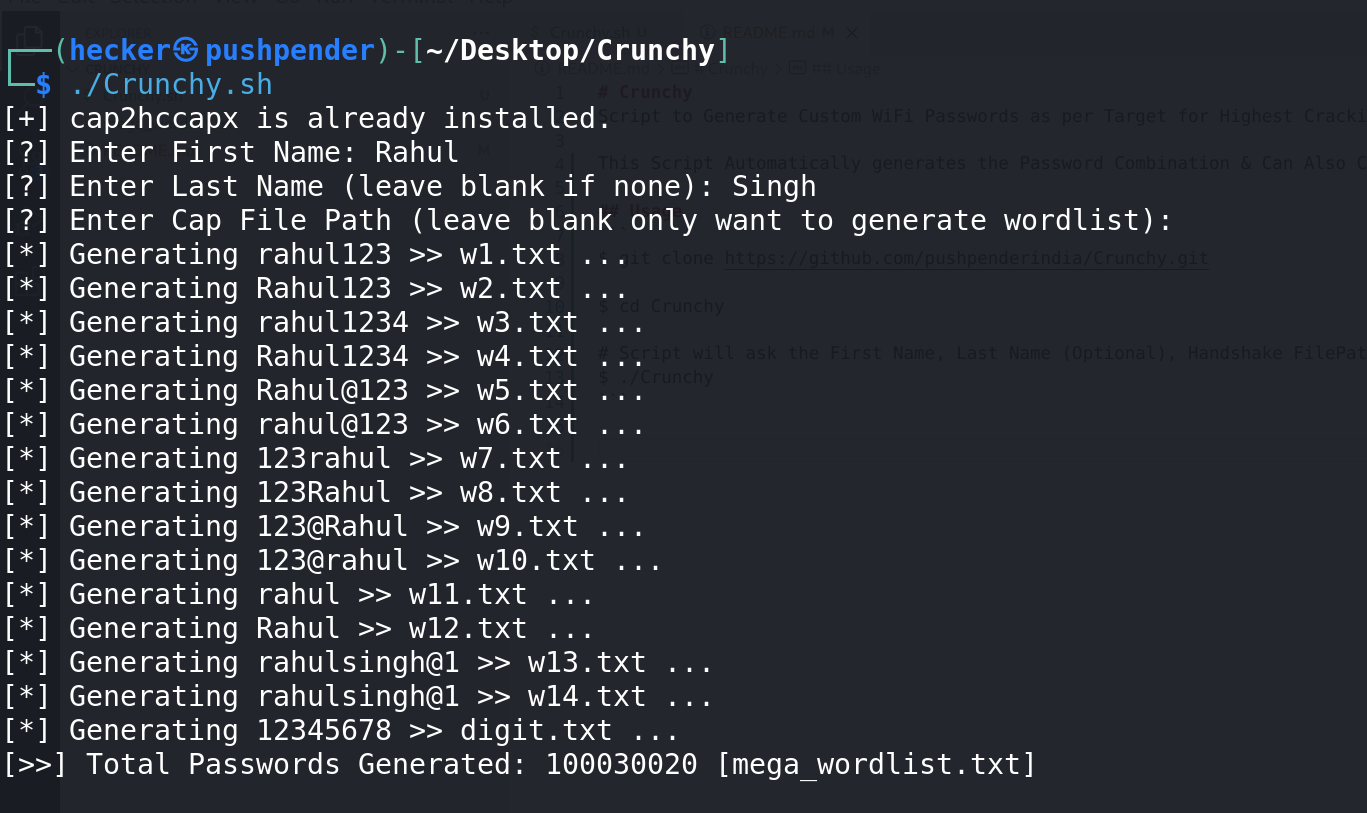 File Edit Selection View Go Run Terminal Help
README.md M
┌──(hecker㉿pushpender)-[~/Desktop/Crunchy]
└─$ ./Crunchy.sh
[+] cap2hccapx is already installed.
[?] Enter First Name: Rahul
[?] Enter Last Name (leave blank if none): Singh
[?] Enter Cap File Path (leave blank only want to generate wordlist):
[*] Generating rahul123 >> w1.txt ...
[*] Generating Rahul123 >> w2.txt ...
[*] Generating rahul1234 >> w3.txt ...
[*] Generating Rahul1234 >> w4.txt ...
[*] Generating Rahul@123 >> w5.txt ...
[*] Generating rahul@123 >> w6.txt ...
[*] Generating 123rahul >> w7.txt ...
[*] Generating 123Rahul >> w8.txt ...
[*] Generating 123@Rahul >> w9.txt ...
[*] Generating 123@rahul >> w10.txt ...
[*] Generating rahul >> w11.txt ...
[*] Generating Rahul >> w12.txt ...
[*] Generating rahulsingh@1 >> w13.txt ...
[*] Generating rahulsingh@1 >> w14.txt ...
[*] Generating 12345678 >> digit.txt ...
[>>] Total Passwords Generated: 100030020 [mega_wordlist.txt]
# Crunchy
Script to Generate Custom WiFi Passwords as per Target for Highest Cracki
This Script Automatically generates the Password Combination & Can Also C
## Usage
git clone https://github.com/pushpenderindia/Crunchy.git
$ cd Crunchy
# Script will ask the First Name, Last Name (Optional), Handshake FilePat
$ ./Crunchy